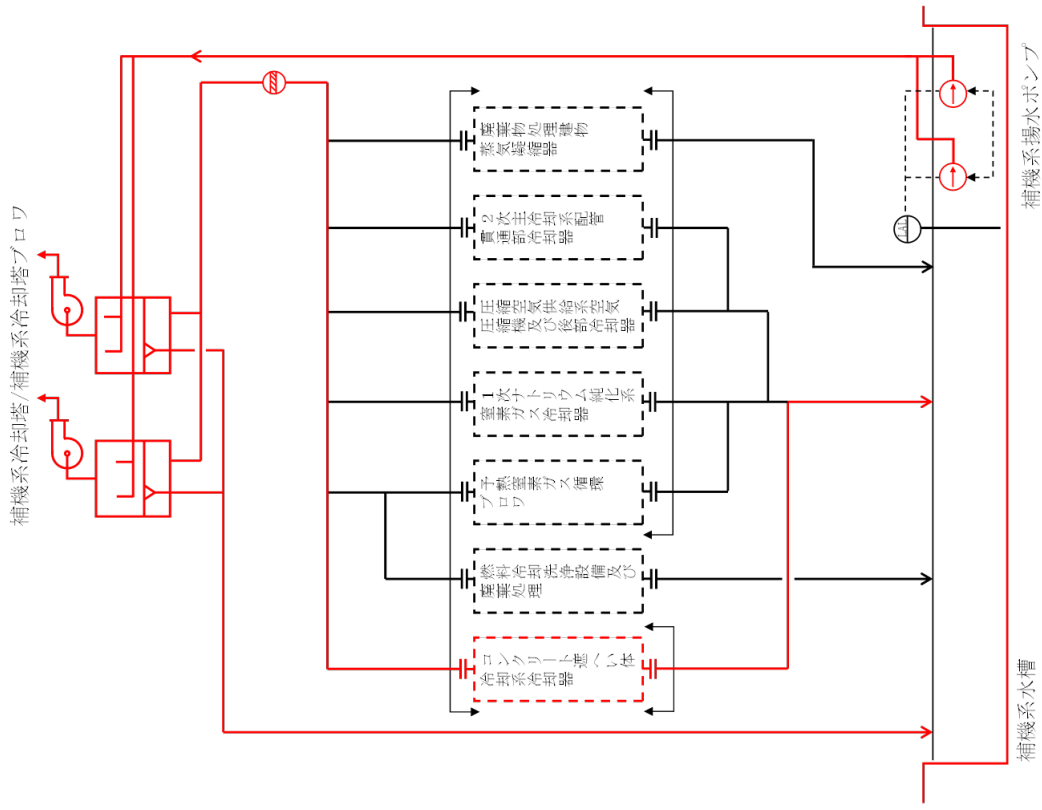 補機系冷却塔/補機系冷却塔ブロワ
廃棄物処理建物
蒸気凝縮器
2次主冷却系配管
貫通部冷却器
圧縮空気供給系空気
圧縮機及び後部冷却器
1次ナトリウム純化系
窒素ガス冷却器
予熱窒素ガス循環
ブロワ
燃料冷却洗浄設備及び
廃棄処理
コンクリート遮へい体
冷却系冷却器
LAL
補機系揚水ポンプ
補機系水槽